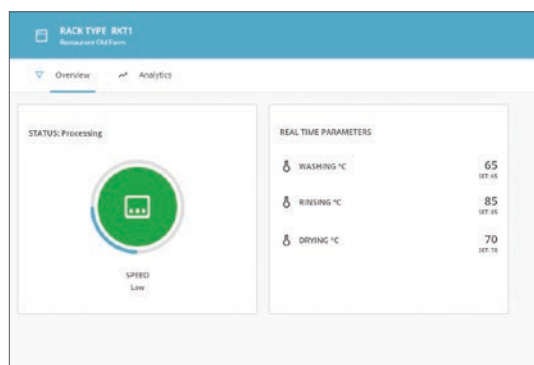 RACK TYPE RKT1
Restaurant Old Farm
Overview
Analytics
STATUS: Processing
SPEED
Low
REAL TIME PARAMETERS
WASHING °C
65
SET: 65
RINSING °C
85
SET: 85
DRYING °C
70
SET: 70